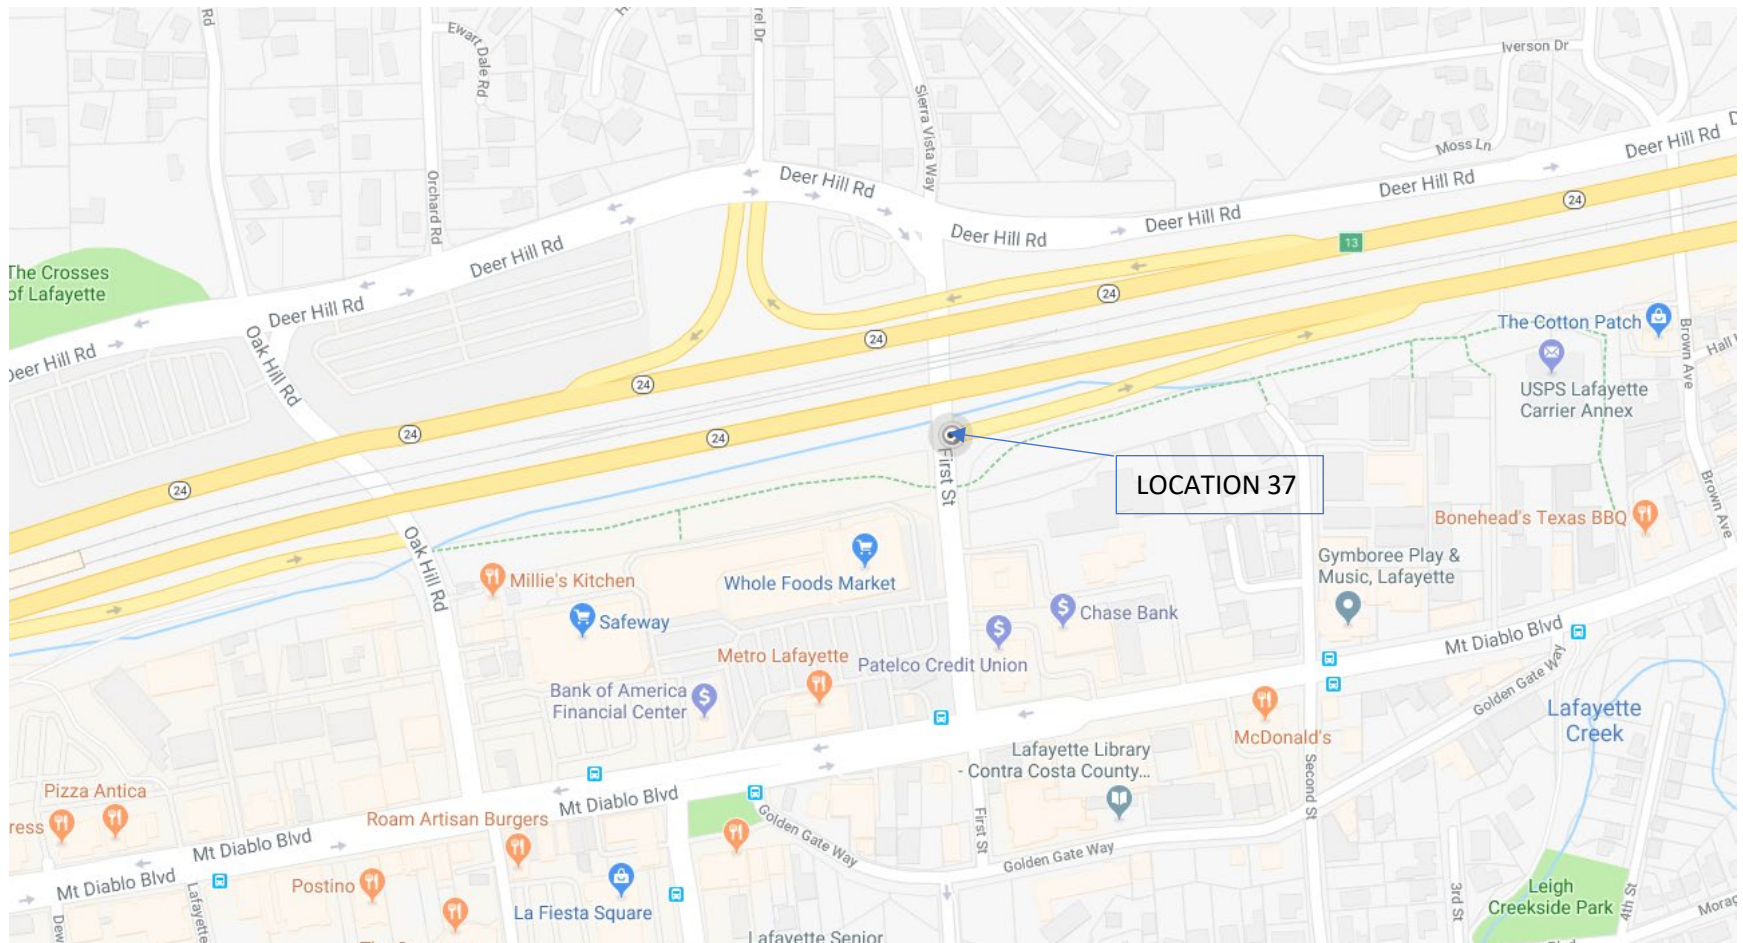 Rd
Ewart Dale Rd
rel Dr
Sierra Vista Way
Iverson Dr
Moss Ln
Deer Hill Rd
Deer Hill Rd
Deer Hill Rd
Deer Hill Rd
Deer Hill Rd
Orchard Rd
24
13
Deer Hill Rd
The Crosses
of Lafayette
24
Deer Hill Rd
Deer Hill Rd
Oak Hill Rd
24
24
24
24
24
The Cotton Patch
Brown Ave
USPS Lafayette
Carrier Annex
LOCATION 37
First St
Brown Ave
Bonehead's Texas BBQ
Oak Hill Rd
Millie's Kitchen
Whole Foods Market
Gymboree Play &
Music, Lafayette
Safeway
Chase Bank
Metro Lafayette
Patelco Credit Union
Mt Diablo Blvd
Golden Gate Way
Bank of America
Financial Center
McDonald's
Lafayette
Creek
Lafayette Library
- Contra Costa County...
Second St
Pizza Antica
ress
Roam Artisan Burgers
Mt Diablo Blvd
Golden Gate Way
First St
Golden Gate Way
Mt Diablo Blvd
Mt Diablo Blvd
Postino
La Fiesta Square
Lafayette
Dew
3rd St
Leigh
Creekside Park
4th St
Morag
Lafayette Senior